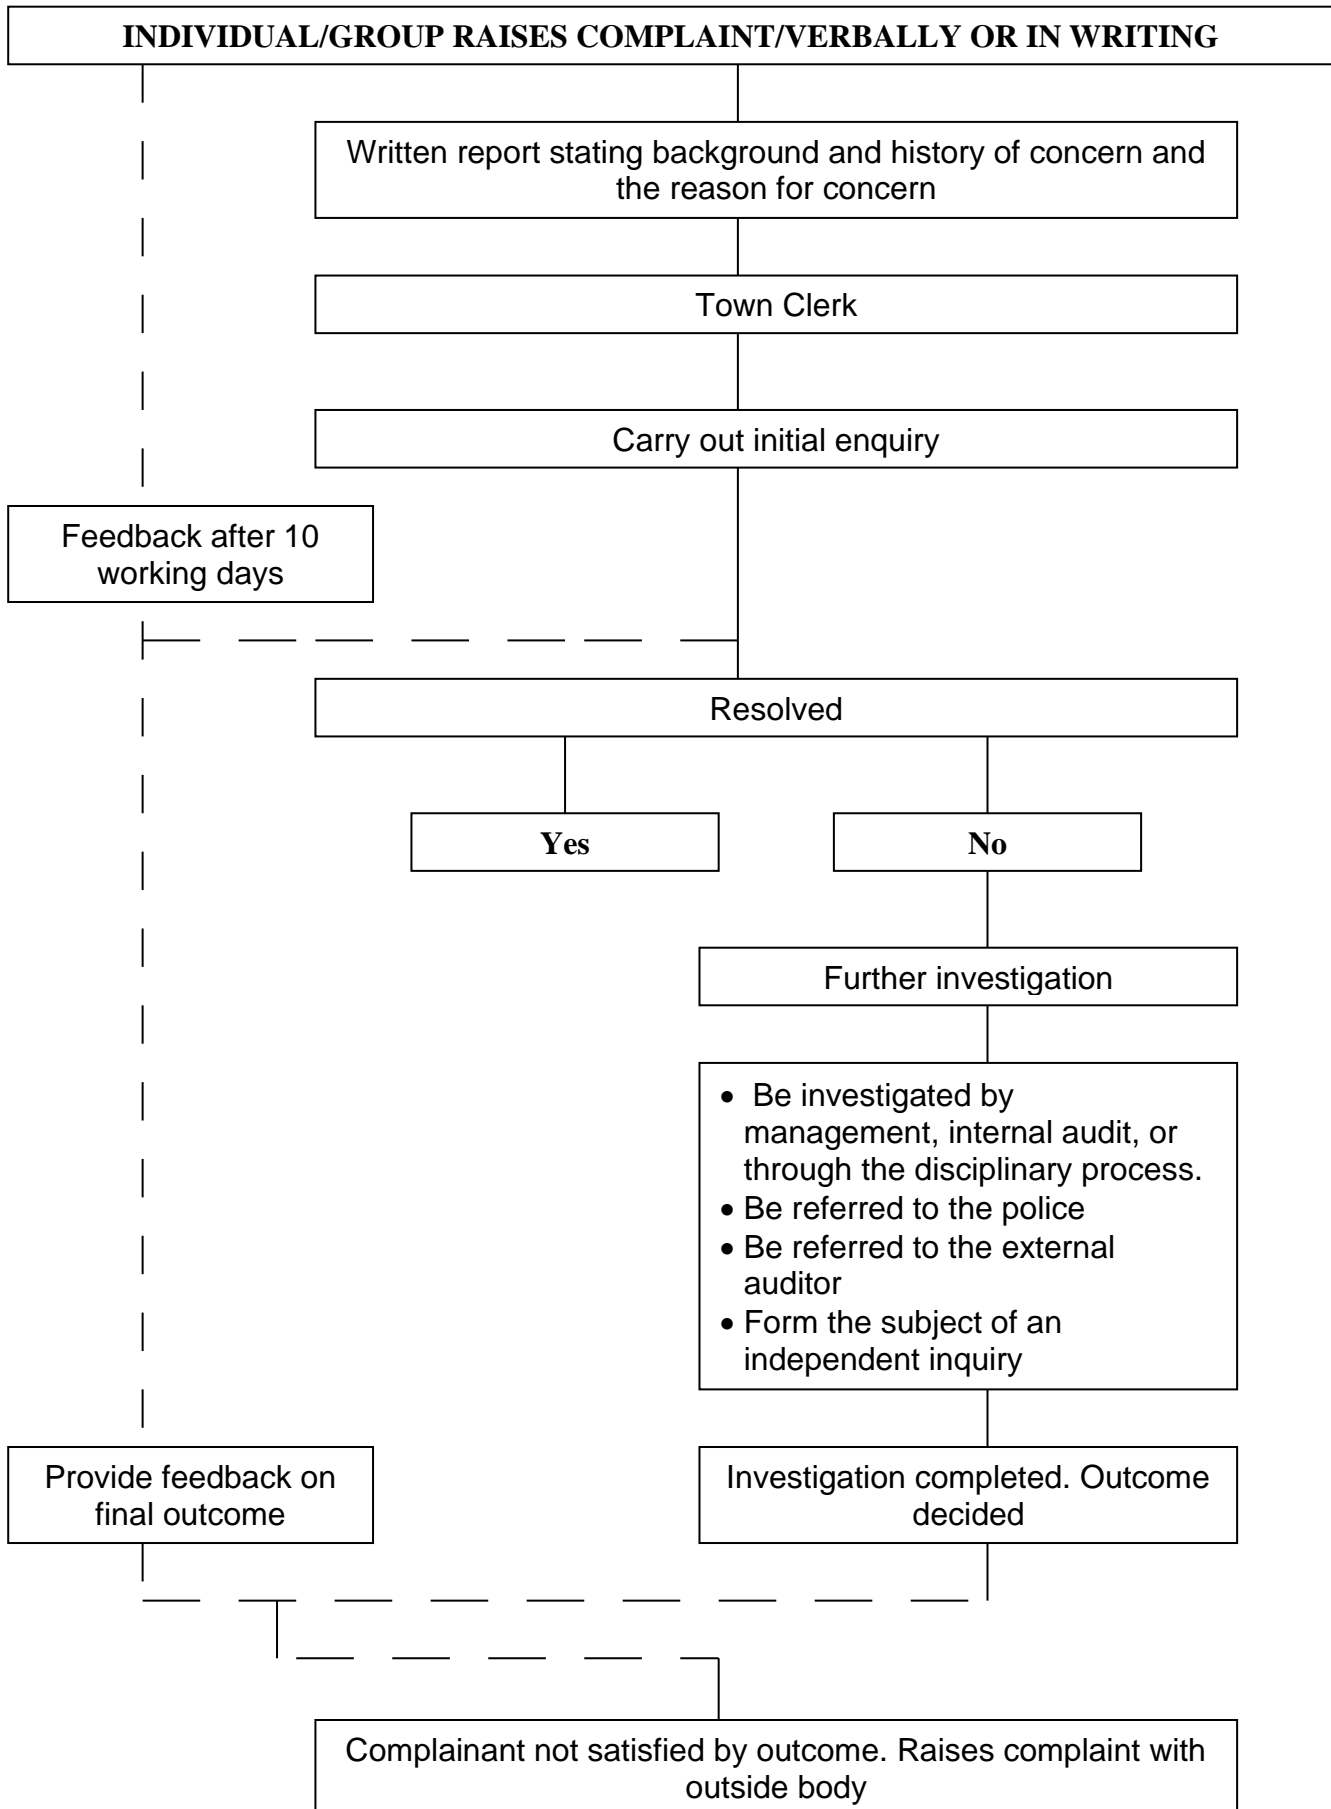 INDIVIDUAL/GROUP RAISES COMPLAINT/VERBALLY OR IN WRITING
Written report stating background and history of concern and
the reason for concern
Town Clerk
Carry out initial enquiry
Feedback after 10
working days
Resolved
Yes
No
Further investigation
• Be investigated by
management, internal audit, or
through the disciplinary process.
• Be referred to the police
• Be referred to the external
auditor
• Form the subject of an
independent inquiry
Provide feedback on
final outcome
Investigation completed. Outcome
decided
Complainant not satisfied by outcome. Raises complaint with
outside body